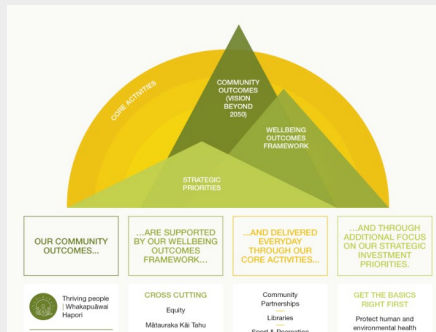 CORE ACTIVITIES
COMMUNITY
OUTCOMES
(VISION
BEYOND
2050)
WELLBEING
OUTCOMES
FRAMEWORK
STRATEGIC
PRIORITIES
OUR COMMUNITY
OUTCOMES...
...ARE SUPPORTED
BY OUR WELLBEING
OUTCOMES
FRAMEWORK...
...AND DELIVERED
EVERYDAY
THROUGH OUR
CORE ACTIVITIES...
...AND THROUGH
ADDITIONAL FOCUS
ON OUR STRATEGIC
INVESTMENT
PRIORITIES.
Thriving people
| Whakapuāwai
Hapori
CROSS CUTTING
Equity
Mātauraka Kāi Tahu
Community
Partnerships
Libraries
Sport & Recreation
GET THE BASICS
RIGHT FIRST
Protect human and
environmental health